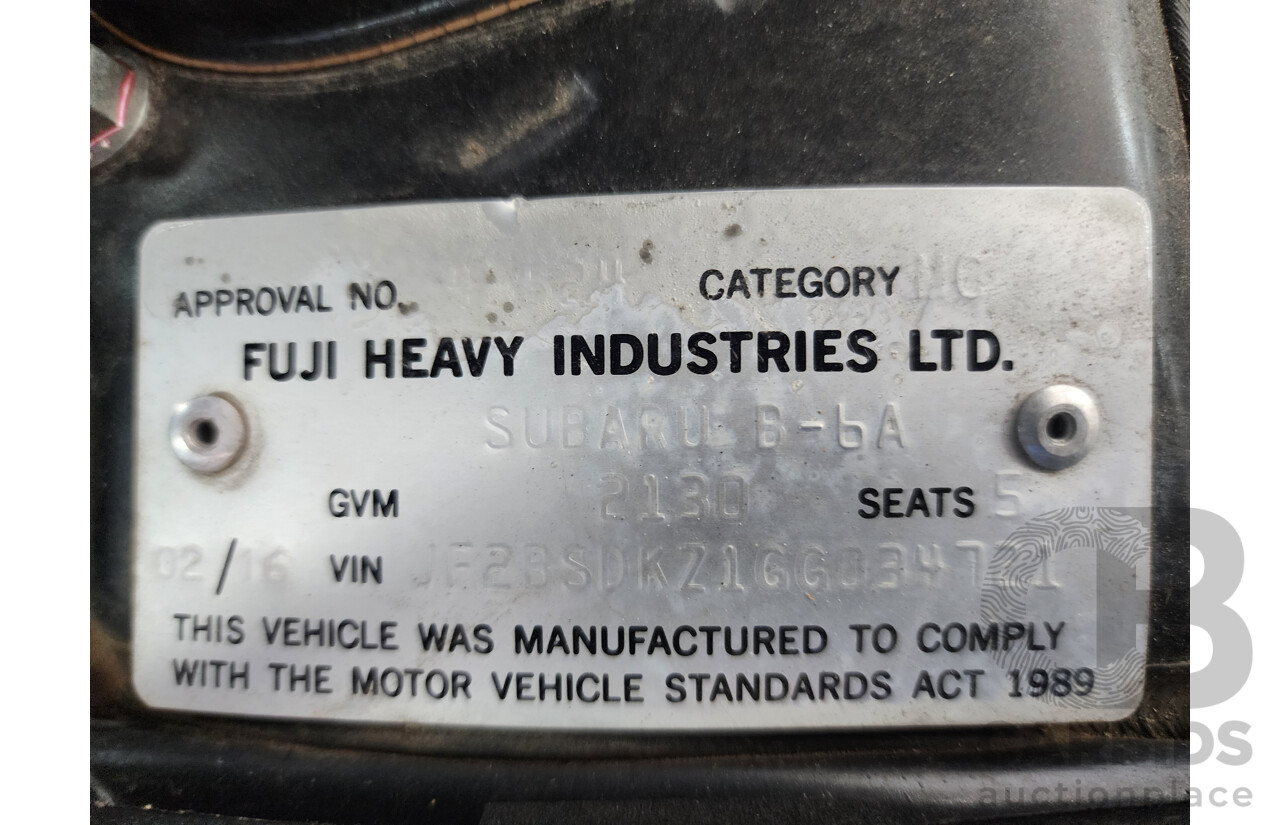 APPROVAL NO. CATEGORY MC
FUJI HEAVY INDUSTRIES LTD.
SUBARU B-6A
GVM 2130 SEATS 5
02/16 VIN
THIS VEHICLE WAS MANUFACTURED TO COMPLY
WITH THE MOTOR VEHICLE STANDARDS ACT 1989
auctionplace